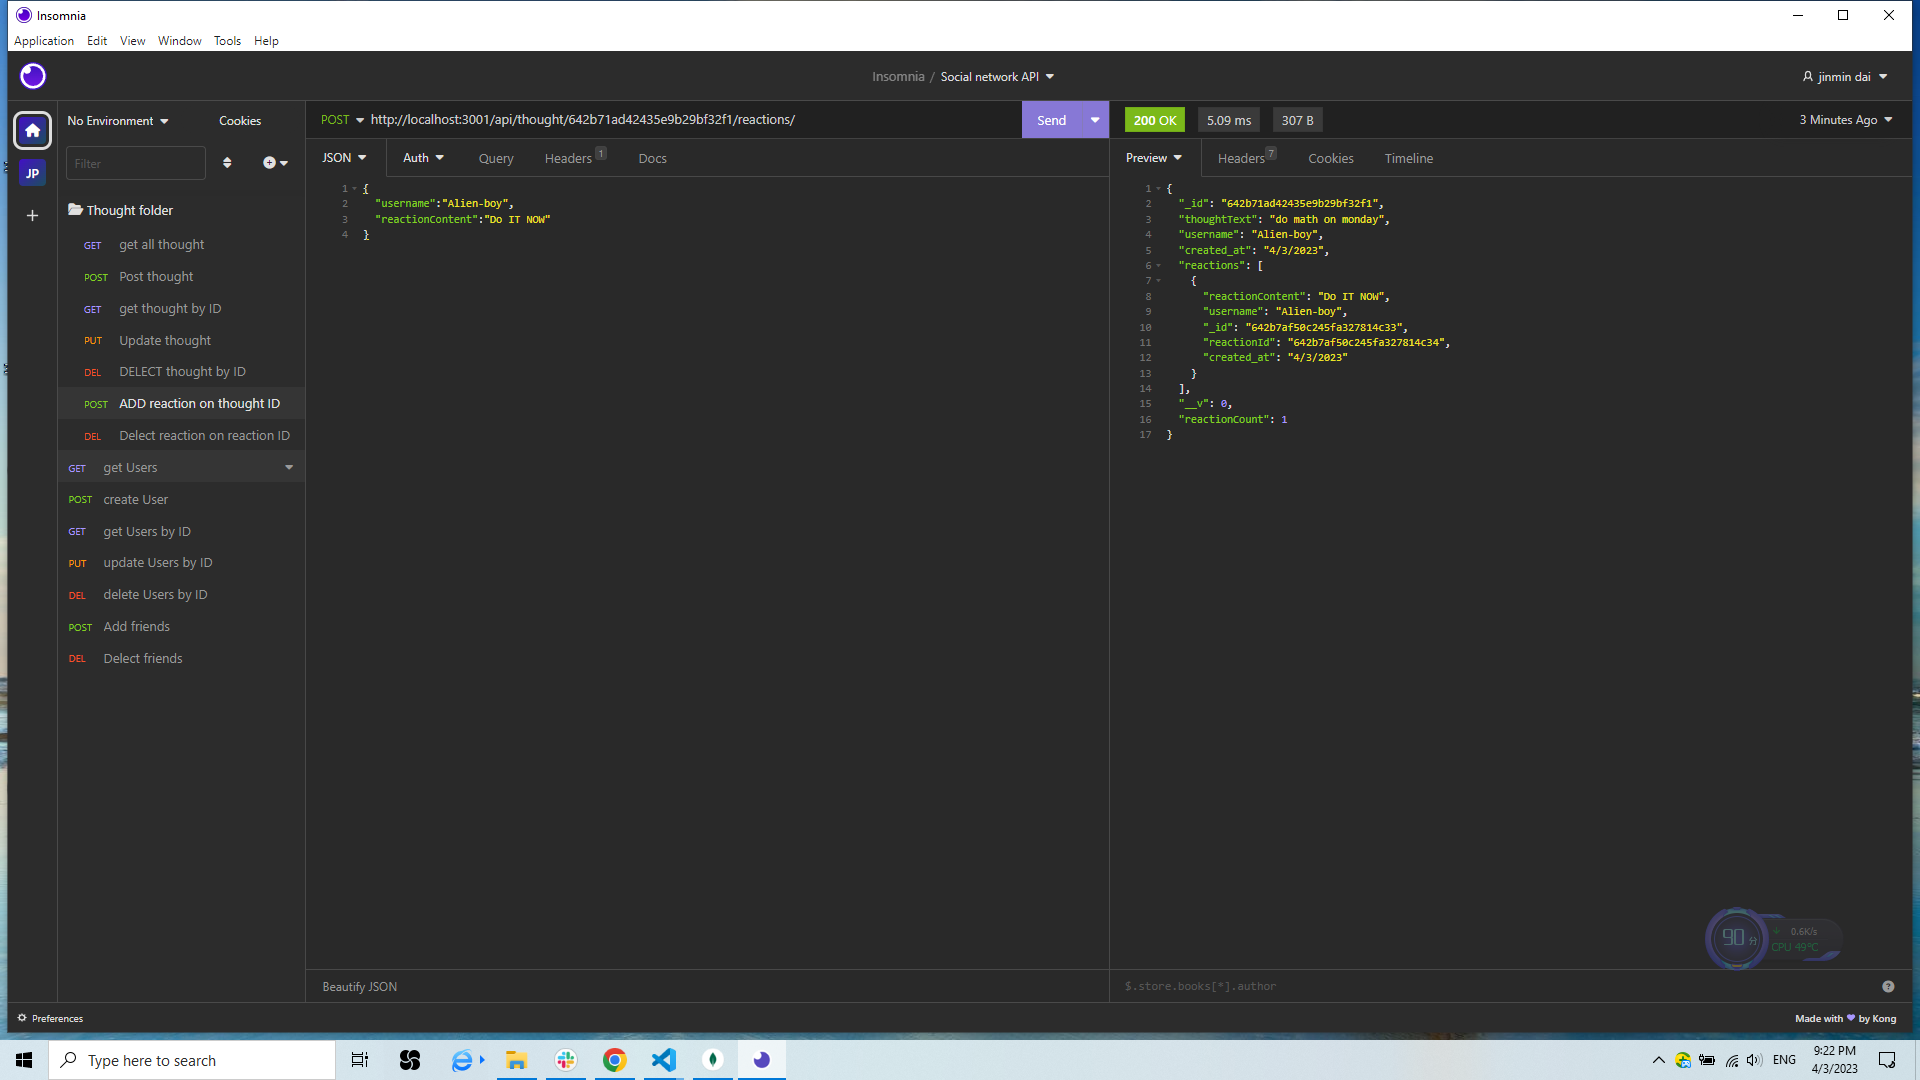 Insomnia
Application Edit View Window Tools Help
Insomnia / Social network API
jinmin dai
No Environment
Cookies
Filter
JP
Thought folder
GET get all thought
POST Post thought
GET get thought by ID
PUT Update thought
DEL DELECT thought by ID
POST ADD reaction on thought ID
DEL Delect reaction on reaction ID
GET get Users
POST create User
GET get Users by ID
PUT update Users by ID
DEL delete Users by ID
POST Add friends
DEL Delect friends
POST http://localhost:3001/api/thought/642b71ad42435e9b29bf32f1/reactions/
Send
JSON Auth Query Headers 1 Docs
1 {
2 "username":"Alien-boy",
3 "reactionContent":"Do IT NOW"
4 }
Beautify JSON
200 OK 5.09 ms 307 B
3 Minutes Ago
Preview Headers 7 Cookies Timeline
1 {
2 "_id": "642b71ad42435e9b29bf32f1",
3 "thoughtText": "do math on monday",
4 "username": "Alien-boy",
5 "created_at": "4/3/2023",
6 "reactions": [
7 {
8 "reactionContent": "Do IT NOW",
9 "username": "Alien-boy",
10 "_id": "642b7af50c245fa327814c33",
11 "reactionId": "642b7af50c245fa327814c34",
12 "created_at": "4/3/2023"
13 }
14 ],
15 "__v": 0,
16 "reactionCount": 1
17 }
90分
0.6K/s
CPU 49℃
$.store.books[*].author
Preferences
Made with by Kong
Type here to search
ENG
9:22 PM
4/3/2023